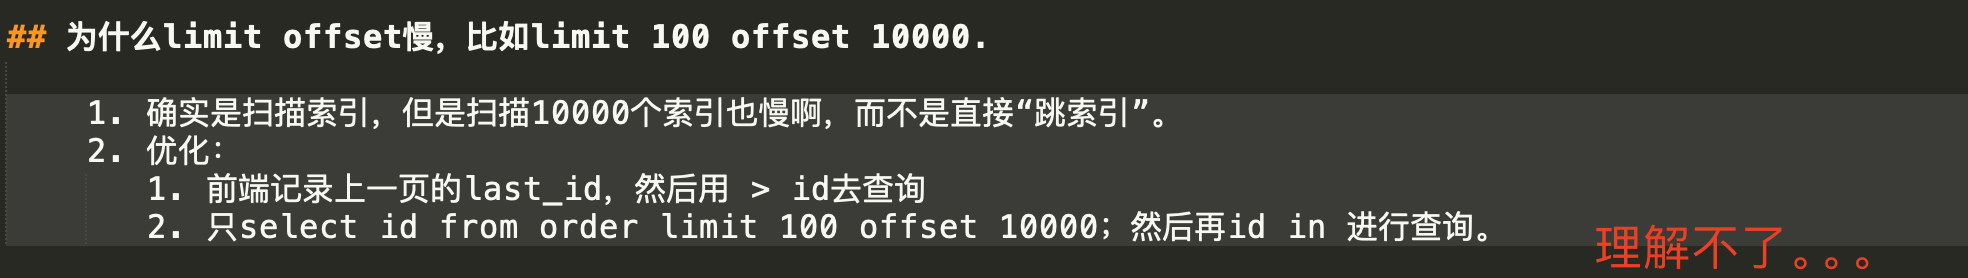 ## 为什么limit offset慢，比如limit 100 offset 10000.
1. 确实是扫描索引，但是扫描10000个索引也慢啊，而不是直接“跳索引”。
2. 优化：
1. 前端记录上一页的last_id，然后用 > id去查询
2. 只select id from order limit 100 offset 10000；然后再id in 进行查询。
理解不了。。。